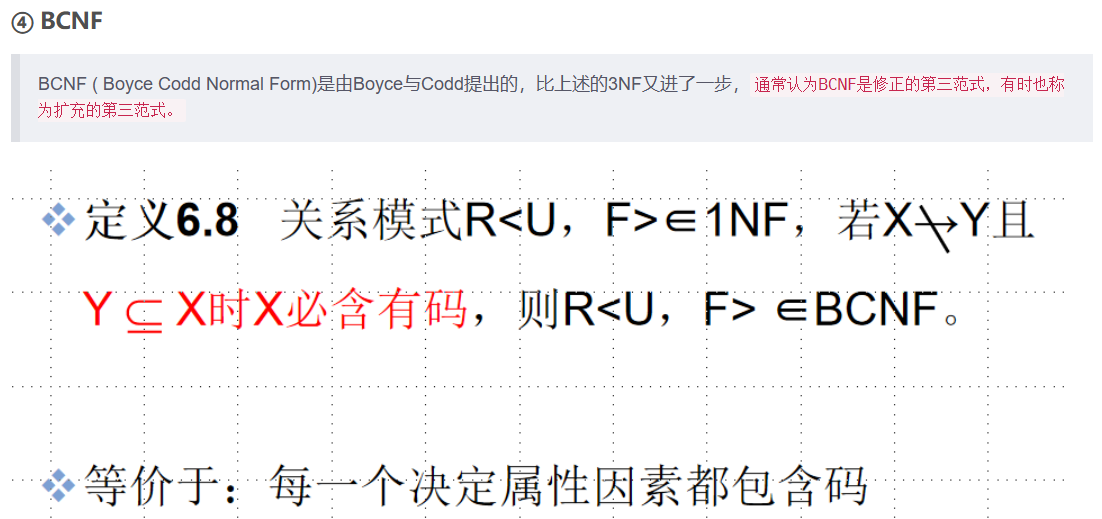 ④ BCNF
BCNF ( Boyce Codd Normal Form)是由Boyce与Codd提出的，比上述的3NF又进了一步，通常认为BCNF是修正的第三范式，有时也称
为扩充的第三范式。
定义6.8 关系模式R<U，F>∈1NF，若X↛Y且
Y ⊆ X时X必含有码，则R<U，F> ∈BCNF。
等价于：每一个决定属性因素都包含码